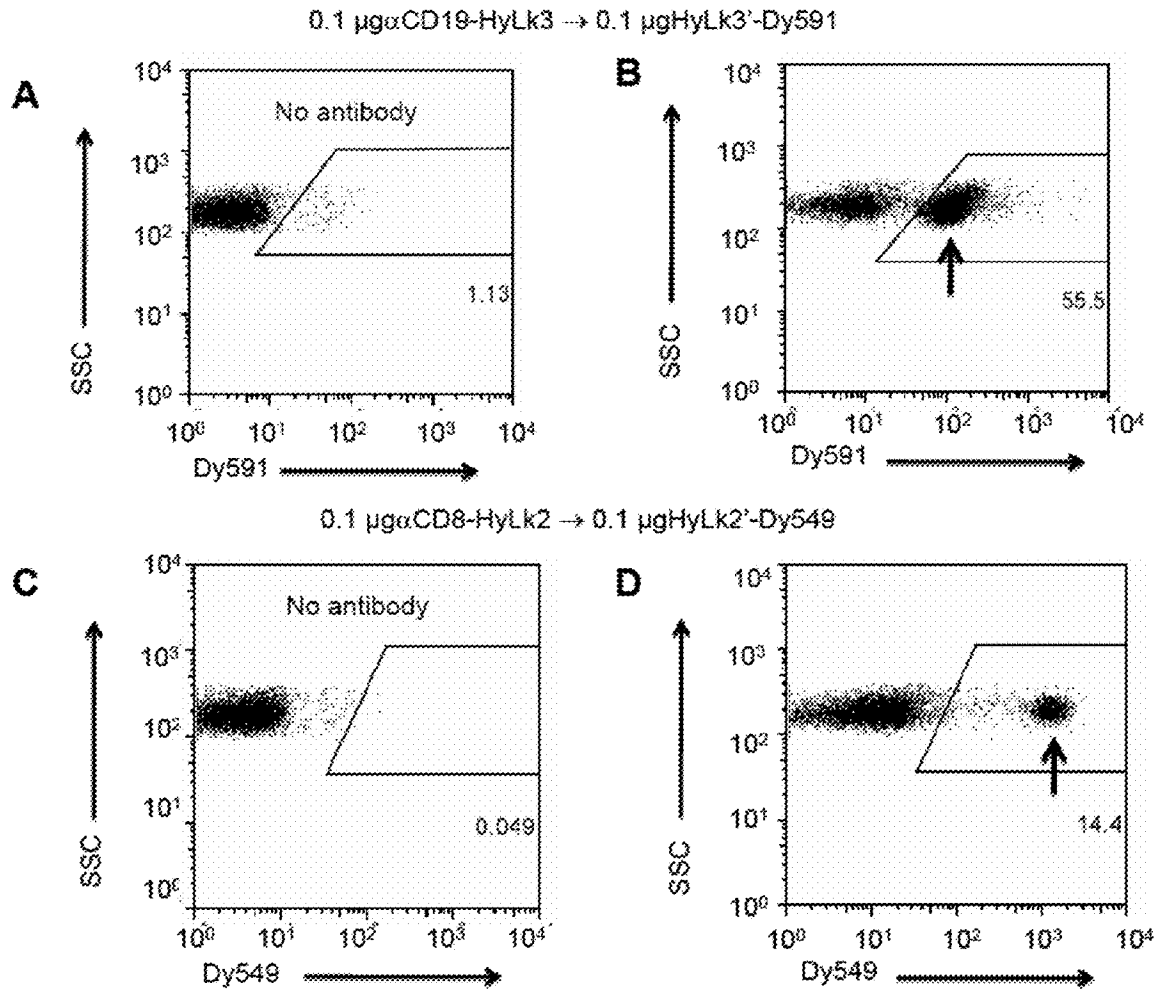 0.1 µgαCD19-HyLk3 → 0.1 µgHyLk3'-Dy591
A
B
10⁴
No antibody
10³
10²
10¹
10⁰
SSC
1.13
10⁰ 10¹ 10² 10³ 10⁴
Dy591
10⁴
10³
10²
10¹
10⁰
SSC
55.5
10⁰ 10¹ 10² 10³ 10⁴
Dy591
0.1 µgαCD8-HyLk2 → 0.1 µgHyLk2'-Dy549
C
D
10⁴
No antibody
10³
10²
10¹
10⁰
SSC
0.049
10⁰ 10¹ 10² 10³ 10⁴
Dy549
10⁴
10³
10²
10¹
10⁰
SSC
14.4
10⁰ 10¹ 10² 10³ 10⁴
Dy549